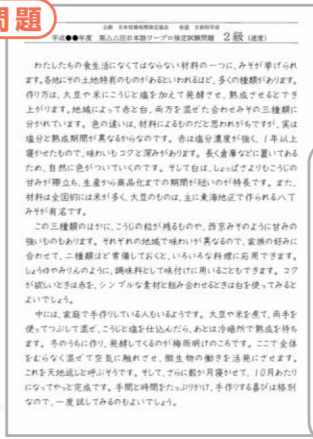 問題
主催 日本情報処理検定協会 後援 文部科学省
平成●●年度 第△△回日本語ワープロ検定試験問題 2級 (速度)
わたしたちの食生活になくてはならない材料の一つに、みそが挙げられ
ます。各地にその土地特有のものがあるといわれるほど、多くの種類があります。
作り方は、大豆や米にこうじと塩を加えて発酵させ、熟成させるとでき
上がります。地域によって赤と白、両方を混ぜた合わせみその三種類に
分かれています。色の違いは、材料によるものだと思われがちですが、実は
塩分と熟成期間が異なるからなのです。赤は塩分濃度が強く、1年以上
寝かせたもので、味わいもコクと深みがあります。長く倉庫などに置いてある
ため、自然に色がついていくのです。そして白は、しょっぱさよりもこうじの
甘みが際立ち、生産から商品化までの期間が短いのが特長です。また、
材料は全国的には米が多く、大豆のものは、主に東海地区で作られる八丁
みそが有名です。
この三種類のほかに、こうじの粒が残るものや、西京みそのように甘みの
強いものもあります。それぞれの地域で味わいが異なるので、家族の好みに
合わせて、二種類ほど常備しておくと、いろいろな料理に応用できます。
しょうゆやみりんのように、調味料として味付けに用いることもできます。コク
が欲しいときは赤を、シンプルな素材と組み合わせるときは白を使ってみると
よいでしょう。
中には、家庭で手作りしている人もいるようです。大豆や米を煮て、両手を
使ってつぶして混ぜ、こうじと塩を仕込んだら、あとは冷暗所で熟成を待ち
ます。冬のうちに作り、発酵してくるのが梅雨明けのころです。ここで全体
をむらなく混ぜて空気に触れさせ、微生物の働きを活発にさせます。
これを天地返しと呼ぶそうです。そして、さらに数か月寝かせて、10月あたり
になってやっと完成です。手間と時間をたっぷりかけ、手作りする喜びは格別
なので、一度試してみるのもよいでしょう。